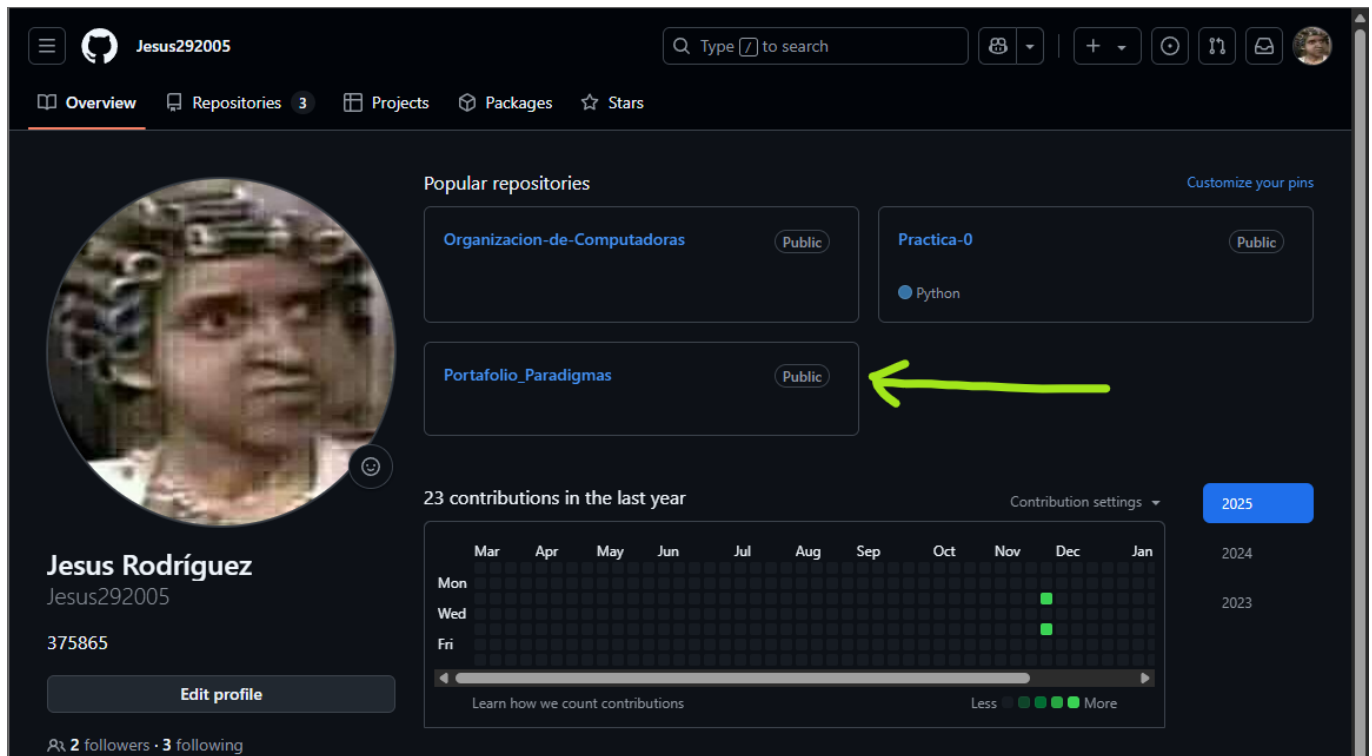 Jesus292005
Type / to search
Overview Repositories 3 Projects Packages Stars
Popular repositories Customize your pins
Organizacion-de-Computadoras Public
Practica-0 Public
Python
Portafolio_Paradigmas Public
23 contributions in the last year Contribution settings
2025
2024
2023
Mar Apr May Jun Jul Aug Sep Oct Nov Dec Jan
Mon
Wed
Fri
Learn how we count contributions Less More
Jesus Rodríguez
Jesus292005
375865
Edit profile
2 followers · 3 following